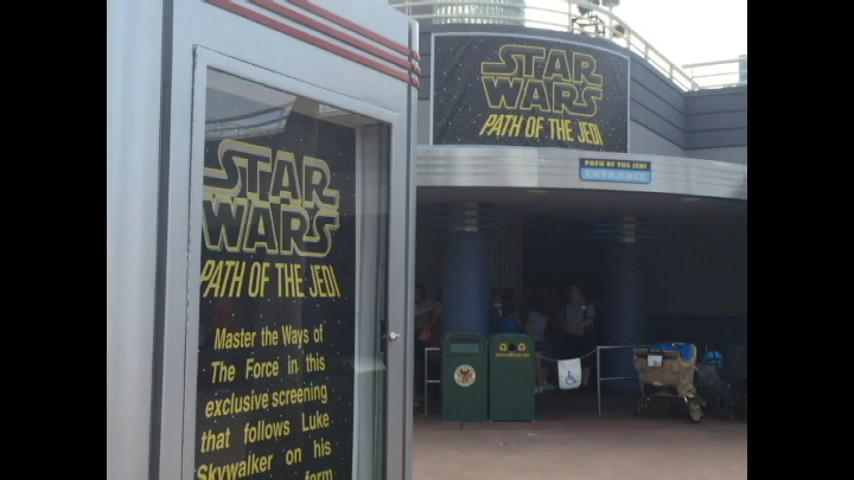 STAR
WARS
PATH OF THE JEDI
PATH OF THE JEDI
ENTRANCE
STAR
WARS
PATH OF THE JEDI
Master the Ways of
The Force in this
exclusive screening
that follows Luke
Skywalker on his
form